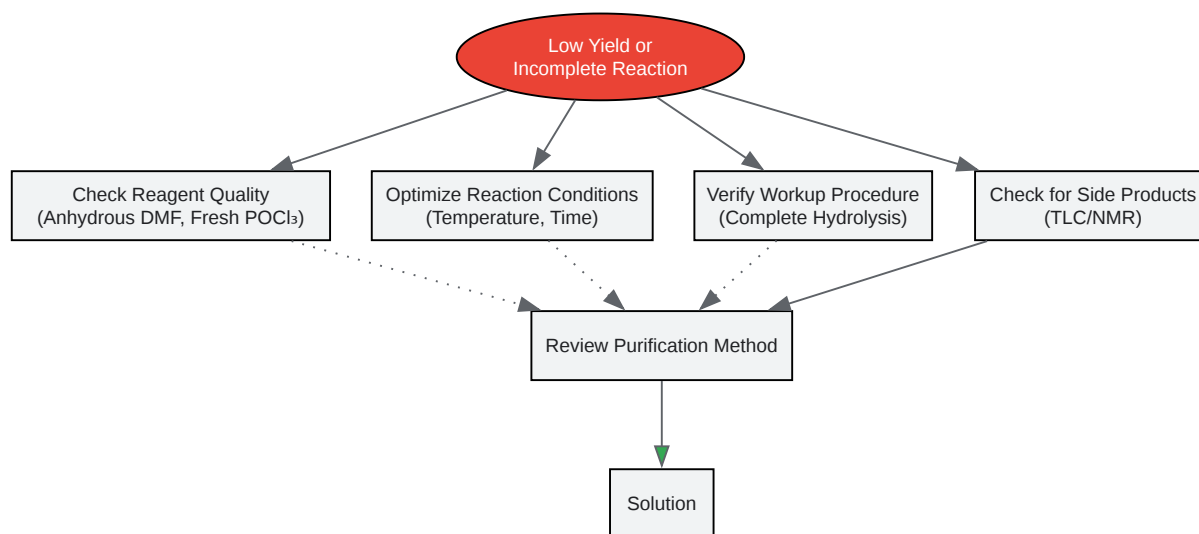 Low Yield or
Incomplete Reaction
Check Reagent Quality
(Anhydrous DMF, Fresh POCl₃)
Optimize Reaction Conditions
(Temperature, Time)
Verify Workup Procedure
(Complete Hydrolysis)
Check for Side Products
(TLC/NMR)
Review Purification Method
Solution